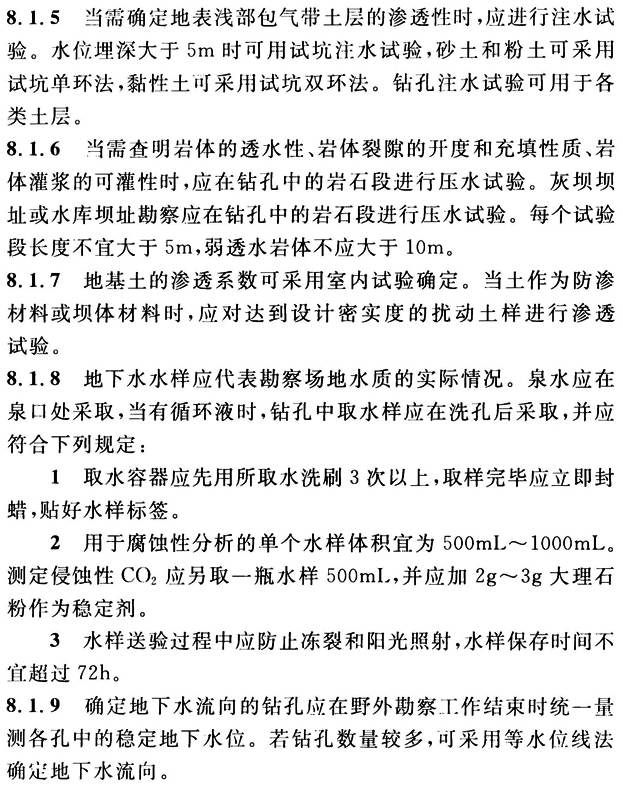 8.1.5 当需确定地表浅部包气带土层的渗透性时,应进行注水试
验。水位埋深大于 5m 时可用试坑注水试验,砂土和粉土可采用
试坑单环法,黏性土可采用试坑双环法。钻孔注水试验可用于各
类土层。
8.1.6 当需查明岩体的透水性、岩体裂隙的开度和充填性质、岩
体灌浆的可灌性时,应在钻孔中的岩石段进行压水试验。灰坝坝
址或水库坝址勘察应在钻孔中的岩石段进行压水试验。每个试验
段长度不宜大于 5m,弱透水岩体不应大于 10m。
8.1.7 地基土的渗透系数可采用室内试验确定。当土作为防渗
材料或坝体材料时,应对达到设计密实度的扰动土样进行渗透
试验。
8.1.8 地下水水样应代表勘察场地水质的实际情况。泉水应在
泉口处采取,当有循环液时,钻孔中取水样应在洗孔后采取,并应
符合下列规定:
1 取水容器应先用所取水洗刷 3 次以上,取样完毕应立即封
蜡,贴好水样标签。
2 用于腐蚀性分析的单个水样体积宜为 500mL～1000mL。
测定侵蚀性 CO₂ 应另取一瓶水样 500mL,并应加 2g～3g 大理石
粉作为稳定剂。
3 水样送验过程中应防止冻裂和阳光照射,水样保存时间不
宜超过 72h。
8.1.9 确定地下水流向的钻孔应在野外勘察工作结束时统一量
测各孔中的稳定地下水位。若钻孔数量较多,可采用等水位线法
确定地下水流向。